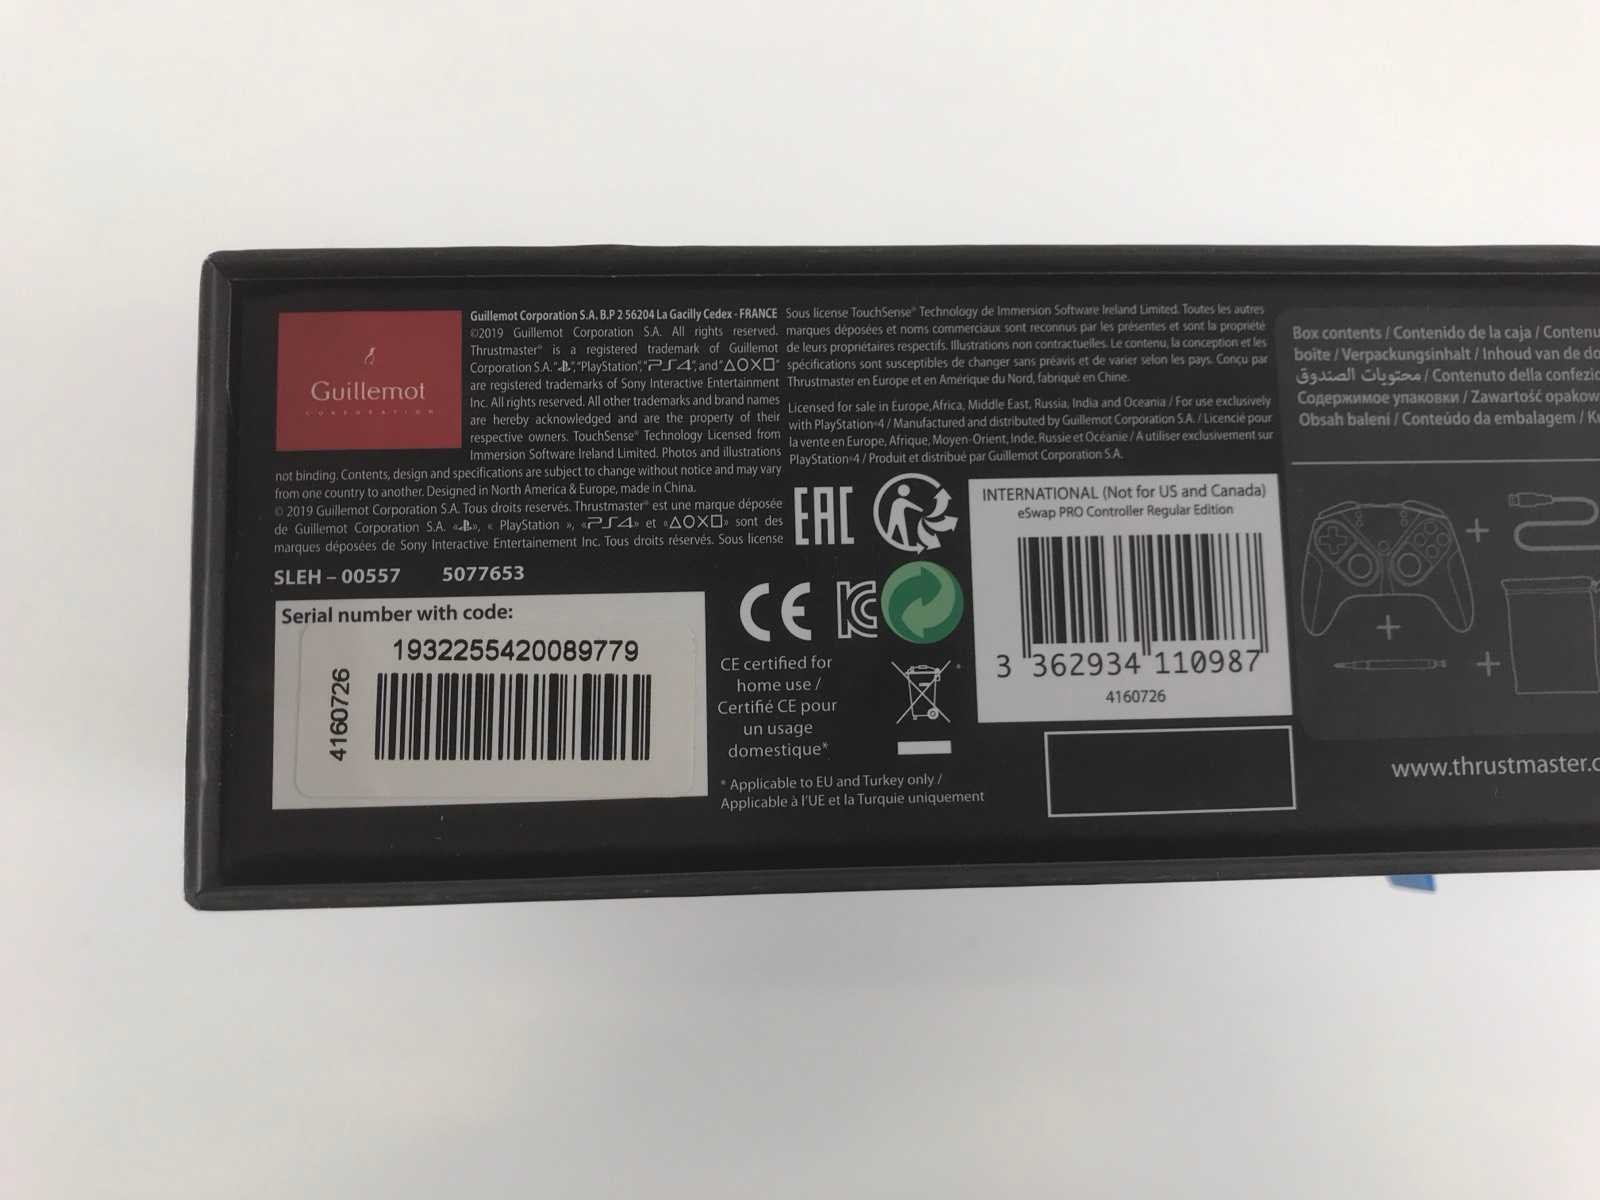 Guillemot
CORPORATION
Guillemot Corporation S.A. B.P 2 56204 La Gacilly Cedex - FRANCE
©2019 Guillemot Corporation S.A. All rights reserved.
Thrustmaster® is a registered trademark of Guillemot
Corporation S.A. "", "PlayStation", "PS4", and "△○X□"
are registered trademarks of Sony Interactive Entertainment
Inc. All rights reserved. All other trademarks and brand names
are hereby acknowledged and are the property of their
respective owners. TouchSense® Technology Licensed from
Immersion Software Ireland Limited. Photos and illustrations
not binding. Contents, design and specifications are subject to change without notice and may vary
from one country to another. Designed in North America & Europe, made in China.
© 2019 Guillemot Corporation S.A. Tous droits reservés. Thrustmaster® est une marque déposée
de Guillemot Corporation S.A. «», « PlayStation », «PS4» et «△○X□» sont des
marques déposées de Sony Interactive Entertainement Inc. Tous droits réservés. Sous license
Sous license TouchSense® Technology de Immersion Software Ireland Limited. Toutes les autres
marques déposées et noms commerciaux sont reconnus par les présentes et sont la propriété
de leurs propriétaires respectifs. Illustrations non contractuelles. Le contenu, la conception et les
spécifications sont susceptibles de changer sans préavis et de varier selon les pays. Conçu par
Thrustmaster en Europe et en Amérique du Nord, fabriqué en Chine.
Licensed for sale in Europe, Africa, Middle East, Russia, India and Oceania / For use exclusively
with PlayStation®4 / Manufactured and distributed by Guillemot Corporation S.A. / Licencié pour
la vente en Europe, Afrique, Moyen-Orient, Inde, Russie et Océanie / A utiliser exclusivement sur
PlayStation®4 / Produit et distribué par Guillemot Corporation S.A.
SLEH – 00557 5077653
Serial number with code:
1932255420089779
4160726
EAC
CE
KC
CE certified for
home use /
Certifié CE pour
un usage
domestique*
* Applicable to EU and Turkey only /
Applicable à l'UE et la Turquie uniquement
INTERNATIONAL (Not for US and Canada)
eSwap PRO Controller Regular Edition
3 362934 110987
4160726
Box contents / Contenido de la caja / Contenu
boîte / Verpackungsinhalt / Inhoud van de do
محتويات الصندوق / Contenuto della confezio
Содержимое упаковки / Zawartość opakow
Obsah balení / Conteúdo da embalagem / Ku
+
+
+
www.thrustmaster.c